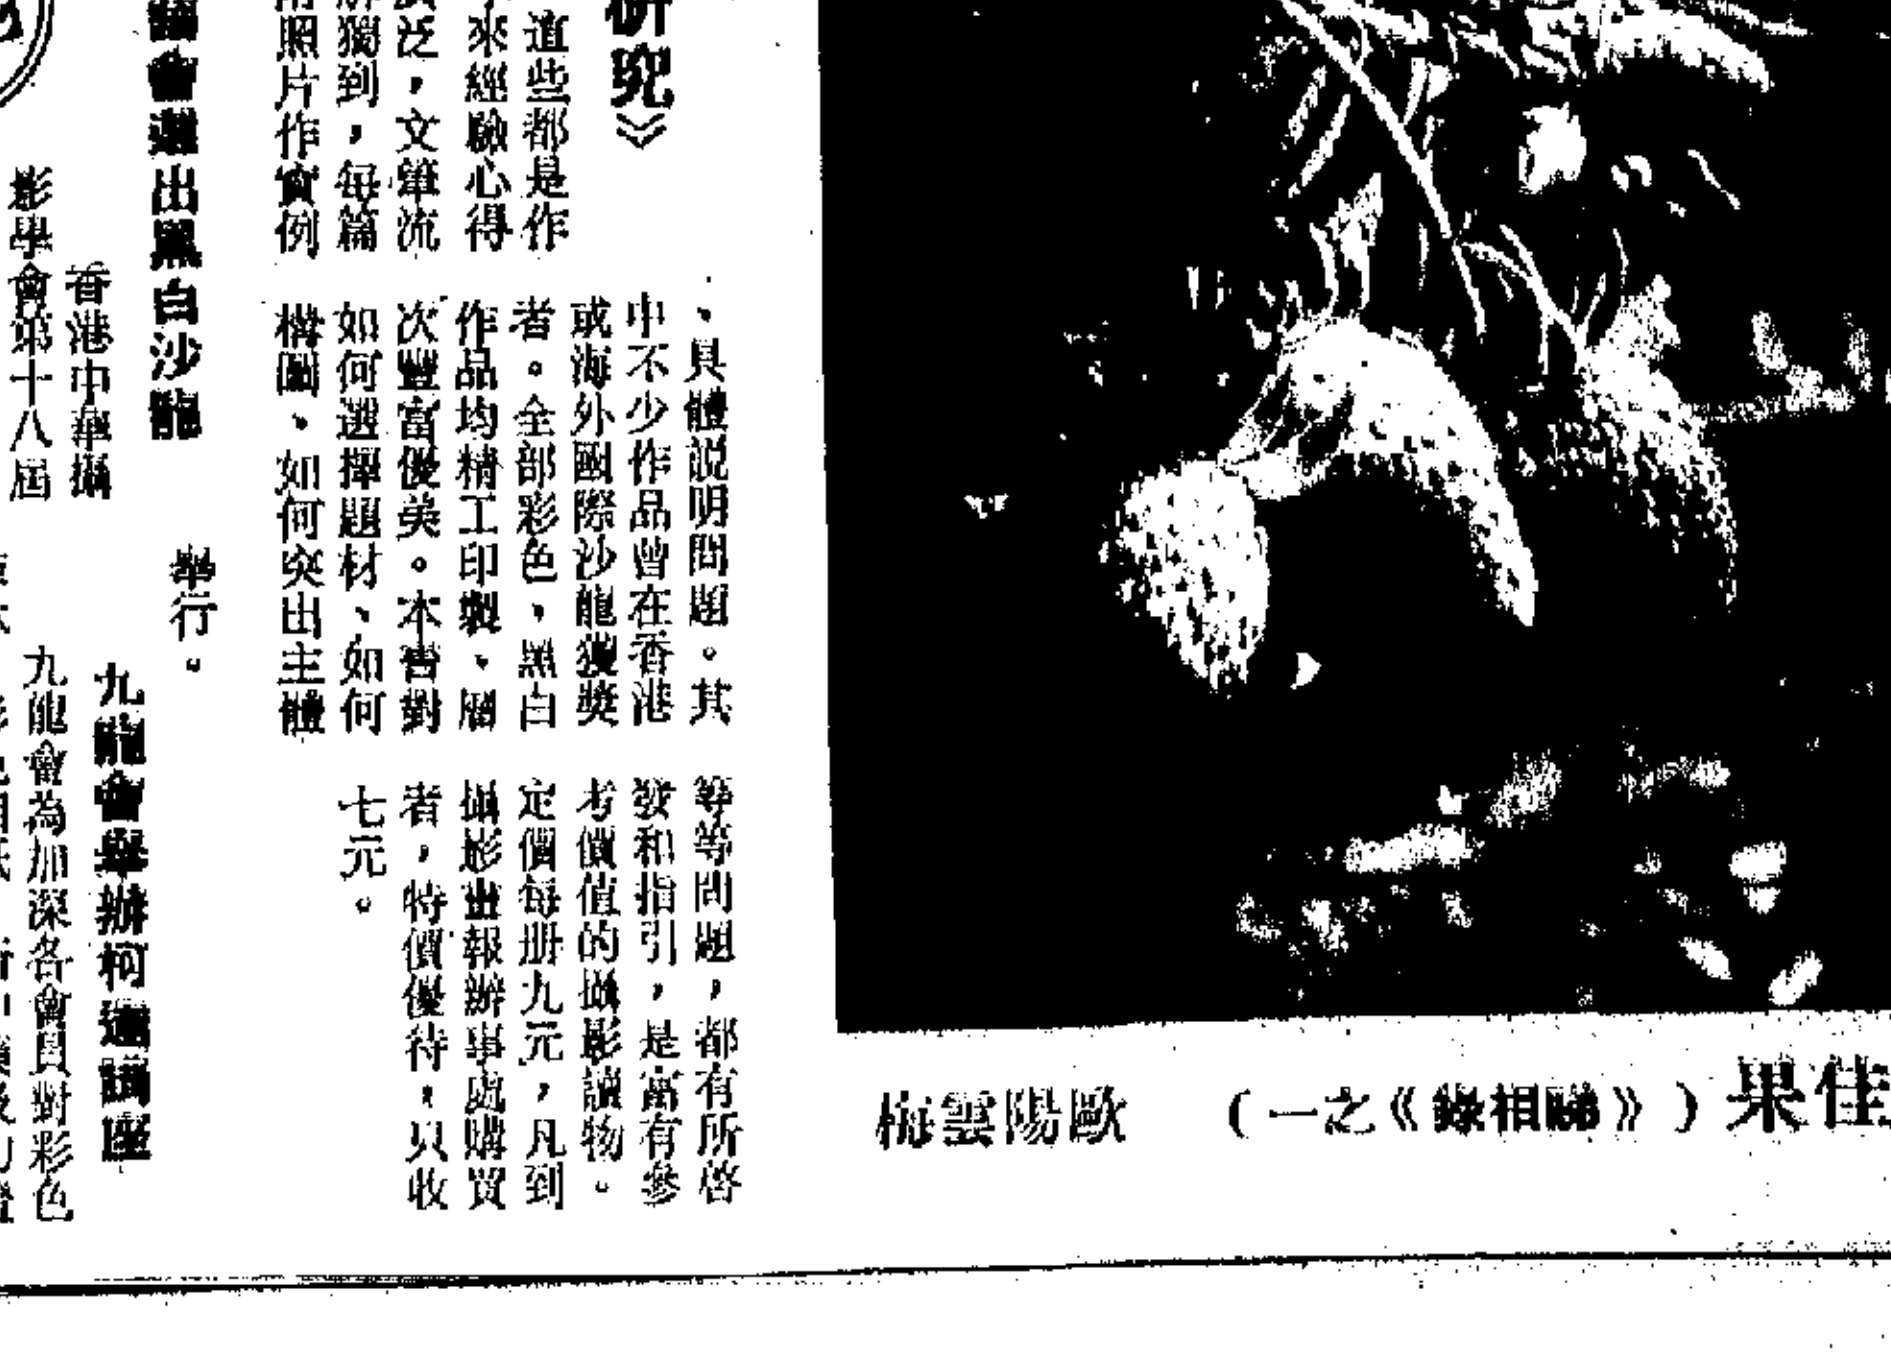 佳果（《睇相錄》之一）　歐陽雲梅
研究》
這些都是作
來經驗心得
泛，文筆流
獨到，每篇
照片作實例
、具體説明問題。其
中不少作品曾在香港
或海外國際沙龍獲獎
者。全部彩色、黑白
作品均精工印製、層
次豐富優美。本書對
如何選擇題材、如何
構圖、如何突出主體
等等問題，都有所啓
發和指引，是富有參
考價值的攝影讀物。
定價每册九元，凡到
攝影畫報辦事處購買
者，特價優待，只收
七元。
會選出黑白沙龍
香港中華攝
影學會第十八屆
舉行。
九龍會舉辦柯達講座
九龍會為加深各會員對彩色